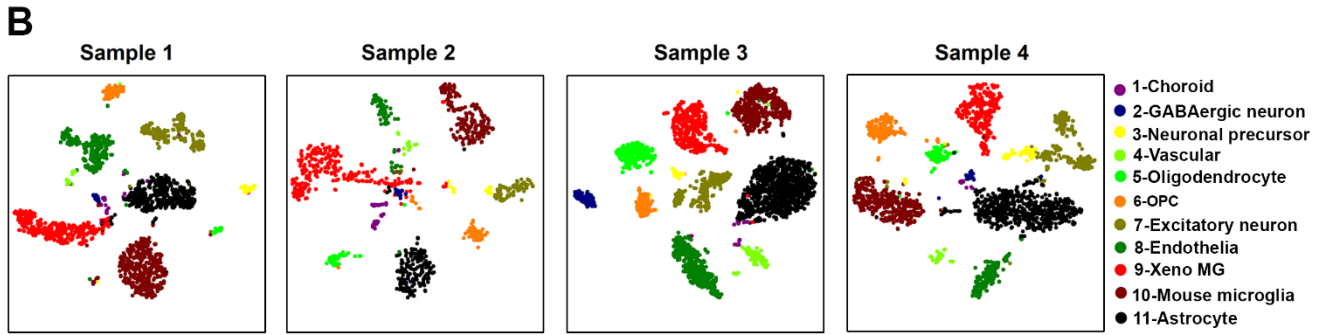 B
Sample 1
Sample 2
Sample 3
Sample 4
1-Choroid
2-GABAergic neuron
3-Neuronal precursor
4-Vascular
5-Oligodendrocyte
6-OPC
7-Excitatory neuron
8-Endothelia
9-Xeno MG
10-Mouse microglia
11-Astrocyte